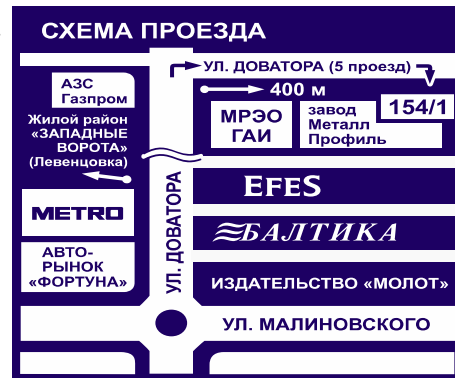 СХЕМА ПРОЕЗДА
УЛ. ДОВАТОРА (5 проезд)
АЗС
Газпром
400 м
154/1
МРЭО
ГАИ
завод
Металл
Профиль
Жилой район
«ЗАПАДНЫЕ
ВОРОТА»
(Левенцовка)
УЛ. ДОВАТОРА
EFES
METRO
БАЛТИКА
АВТО-
РЫНОК
«ФОРТУНА»
ИЗДАТЕЛЬСТВО «МОЛОТ»
УЛ. МАЛИНОВСКОГО